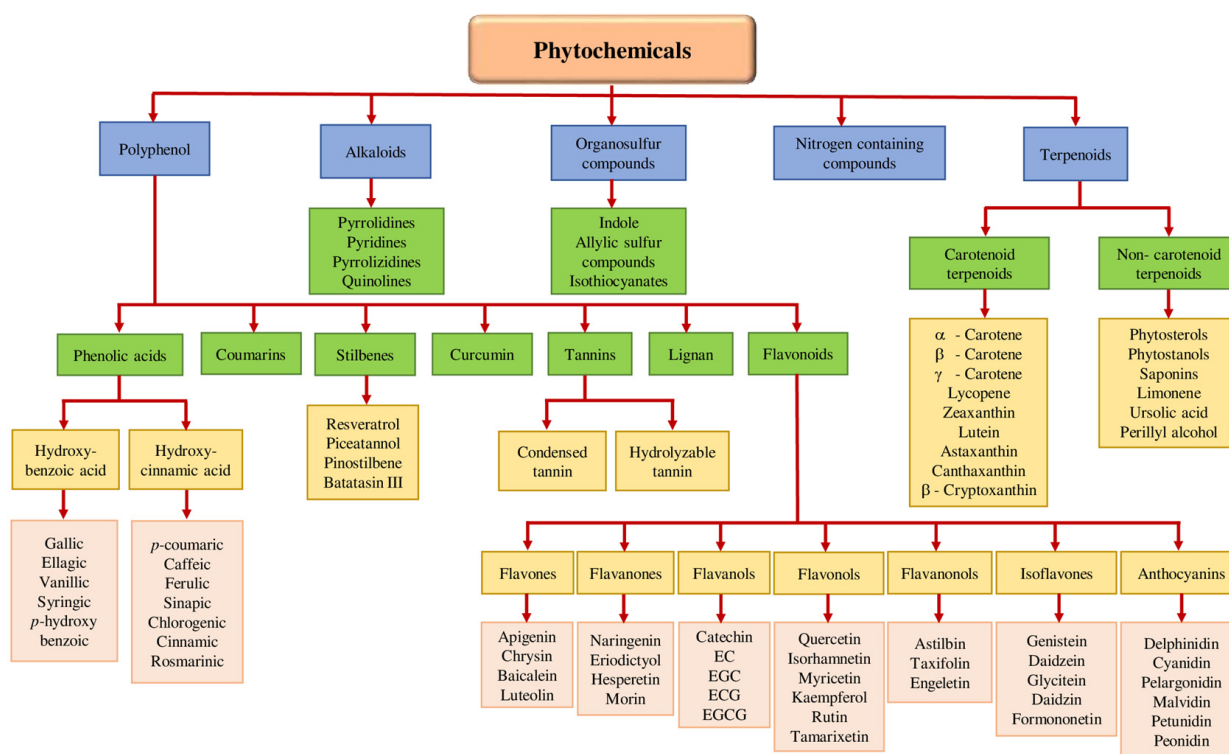 Phytochemicals
Polyphenol
Alkaloids
Organosulfur
compounds
Nitrogen containing
compounds
Terpenoids
Pyrrolidines
Pyridines
Pyrrolizidines
Quinolines
Indole
Allylic sulfur
compounds
Isothiocyanates
Carotenoid
terpenoids
Non- carotenoid
terpenoids
Phenolic acids
Coumarins
Stilbenes
Curcumin
Tannins
Lignan
Flavonoids
α - Carotene
β - Carotene
γ - Carotene
Lycopene
Zeaxanthin
Lutein
Astaxanthin
Canthaxanthin
β - Cryptoxanthin
Phytosterols
Phytostanols
Saponins
Limonene
Ursolic acid
Perillyl alcohol
Hydroxy-
benzoic acid
Hydroxy-
cinnamic acid
Resveratrol
Piceatannol
Pinostilbene
Batatasin III
Condensed
tannin
Hydrolyzable
tannin
Gallic
Ellagic
Vanillic
Syringic
p-hydroxy
benzoic
p-coumaric
Caffeic
Ferulic
Sinapic
Chlorogenic
Cinnamic
Rosmarinic
Flavones
Flavanones
Flavanols
Flavonols
Flavanonols
Isoflavones
Anthocyanins
Apigenin
Chrysin
Baicalein
Luteolin
Naringenin
Eriodictyol
Hesperetin
Morin
Catechin
EC
EGC
ECG
EGCG
Quercetin
Isorhamnetin
Myricetin
Kaempferol
Rutin
Tamarixetin
Astilbin
Taxifolin
Engeletin
Genistein
Daidzein
Glycitein
Daidzin
Formononetin
Delphinidin
Cyanidin
Pelargonidin
Malvidin
Petunidin
Peonidin